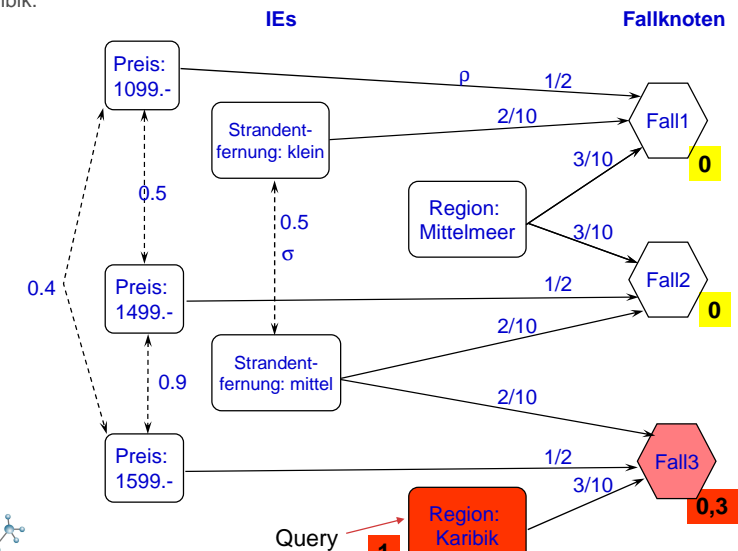 ibik.
IEs
Fallknoten
Preis:
1099.-
ρ
1/2
Strandent-
fernung: klein
2/10
Fall1
0
3/10
0.5
Region:
Mittelmeer
0.5
σ
3/10
0.4
Preis:
1499.-
1/2
Fall2
0
2/10
Strandent-
fernung: mittel
0.9
2/10
Preis:
1599.-
1/2
Fall3
3/10
0,3
Region:
Karibik
Query
1